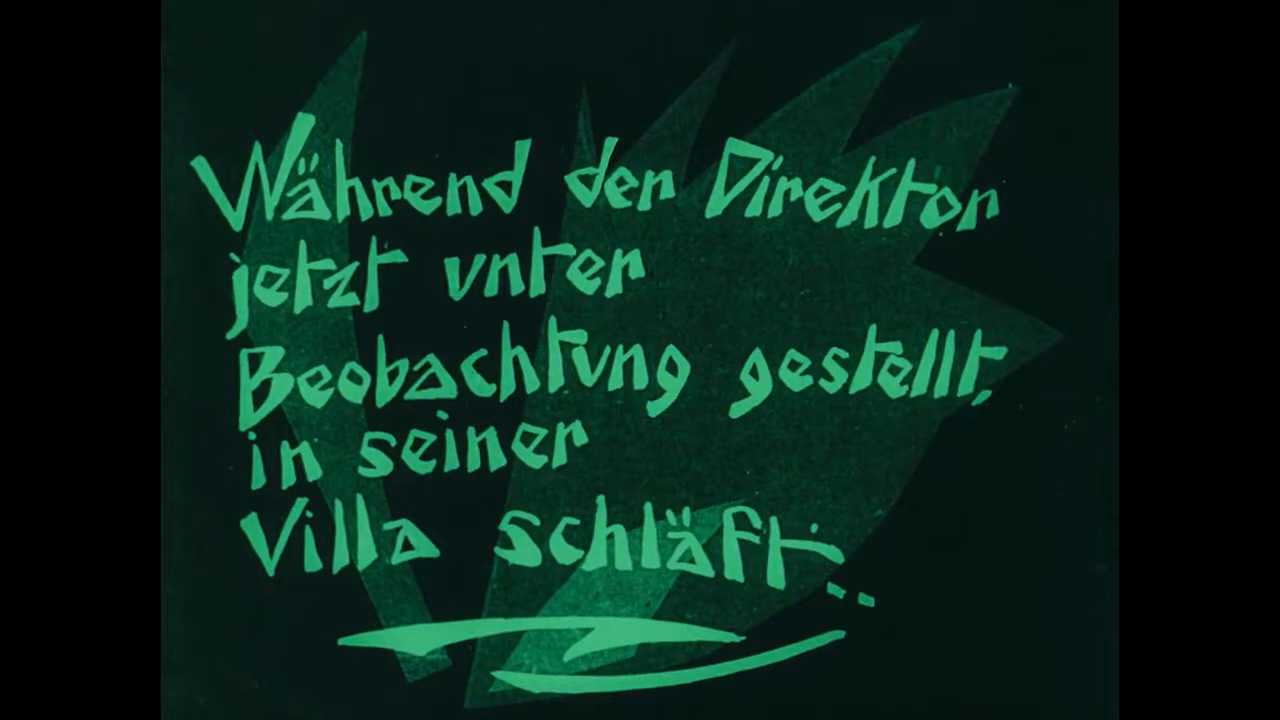 Während der Direktor
jetzt unter
Beobachtung gestellt,
in seiner
Villa schläft...